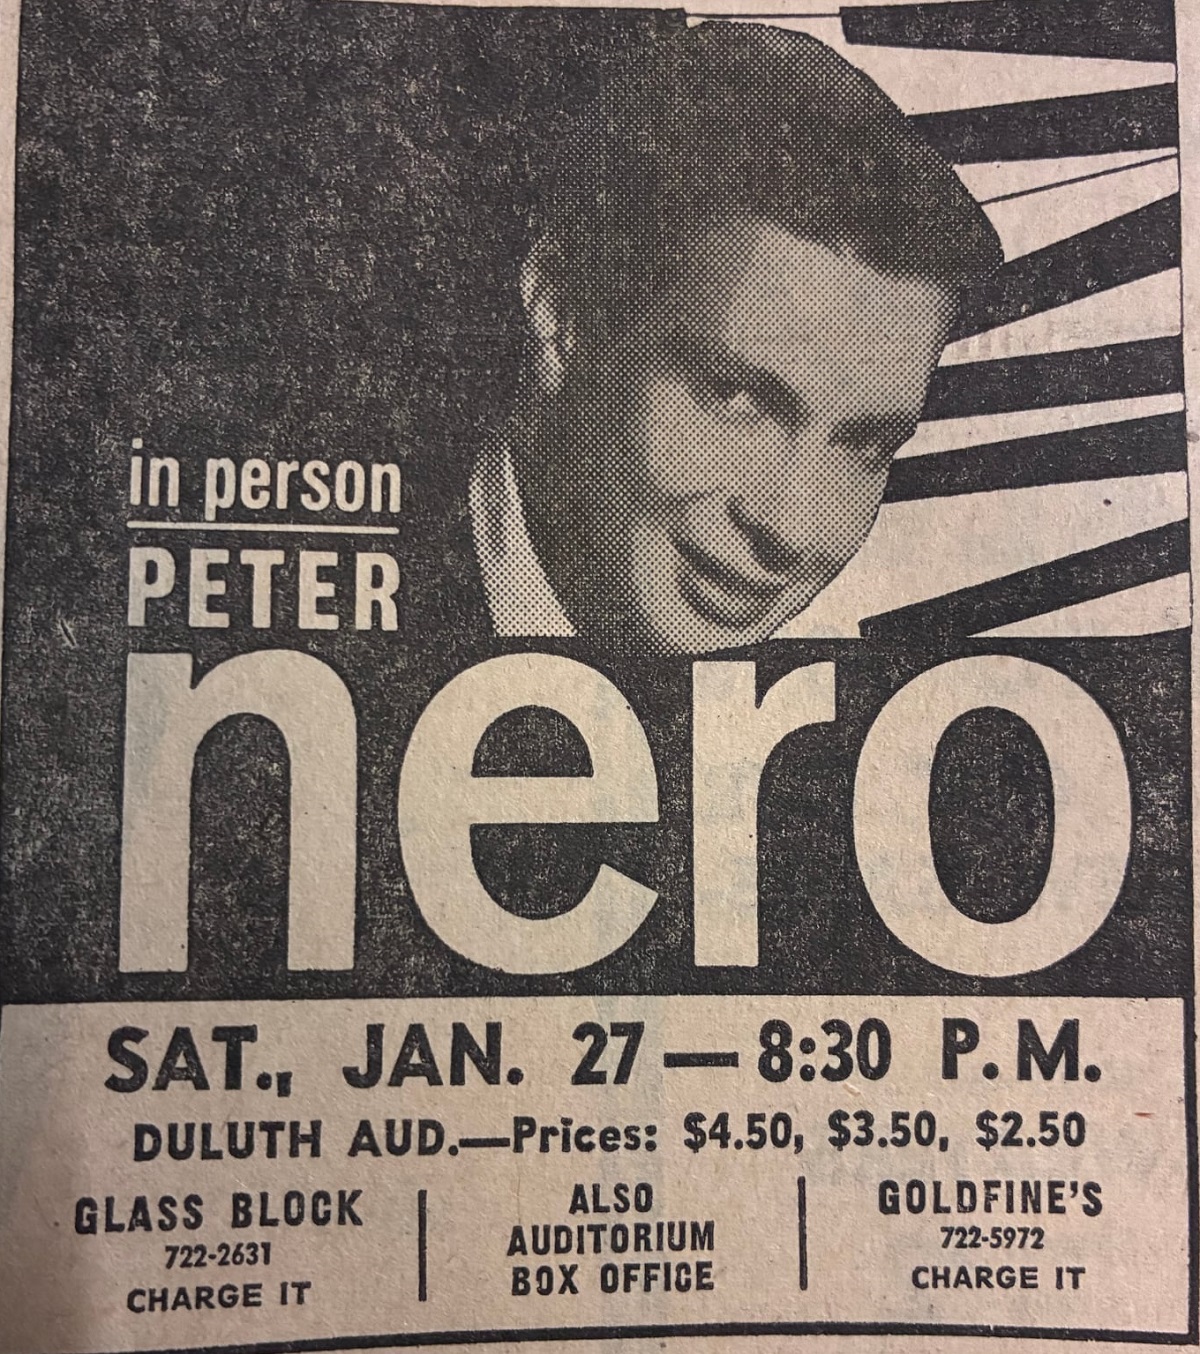 in person
PETER
nero
SAT., JAN. 27 — 8:30 P.M.
DULUTH AUD.—Prices: $4.50, $3.50, $2.50
GLASS BLOCK
722-2631
CHARGE IT
ALSO
AUDITORIUM
BOX OFFICE
GOLDFINE'S
722-5972
CHARGE IT